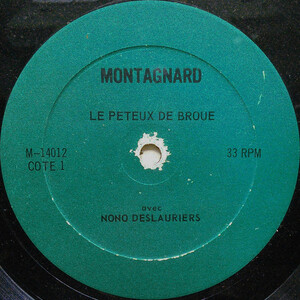 MONTAGNARD
LE PETEUX DE BROUE
M-14012 33 RPM
COTE 1
avec
NONO DESLAURIERS